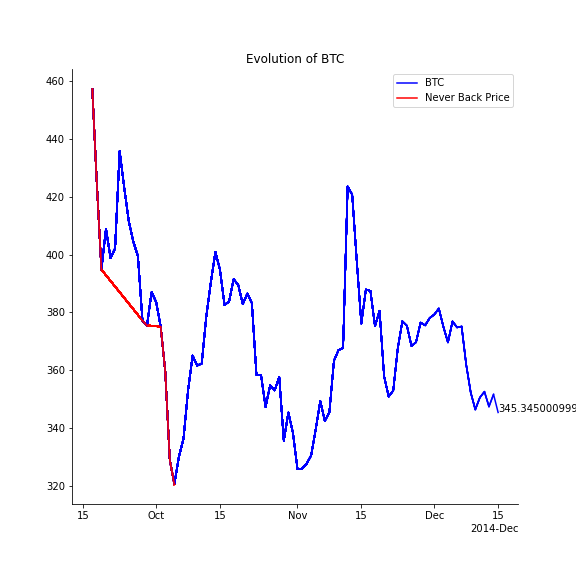 Evolution of BTC
BTC
Never Back Price
460
440
420
400
380
360
340
320
345.345000999
15
Oct
15
Nov
15
Dec
15
2014-Dec